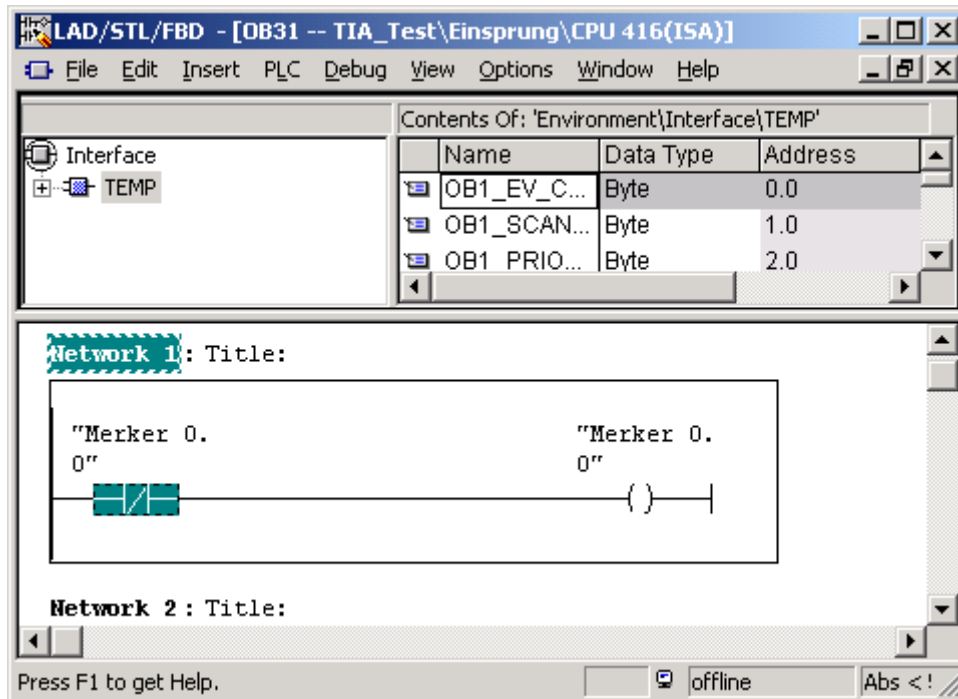 LAD/STL/FBD - [OB31 -- TIA_Test\Einsprung\CPU 416(ISA)]
File Edit Insert PLC Debug View Options Window Help
Contents Of: 'Environment\Interface\TEMP'
Interface
TEMP
Name Data Type Address
OB1_EV_C... Byte 0.0
OB1_SCAN... Byte 1.0
OB1_PRIO... Byte 2.0
Network 1: Title:
"Merker 0. "Merker 0.
0" 0"
Network 2 : Title:
Press F1 to get Help. offline Abs < !